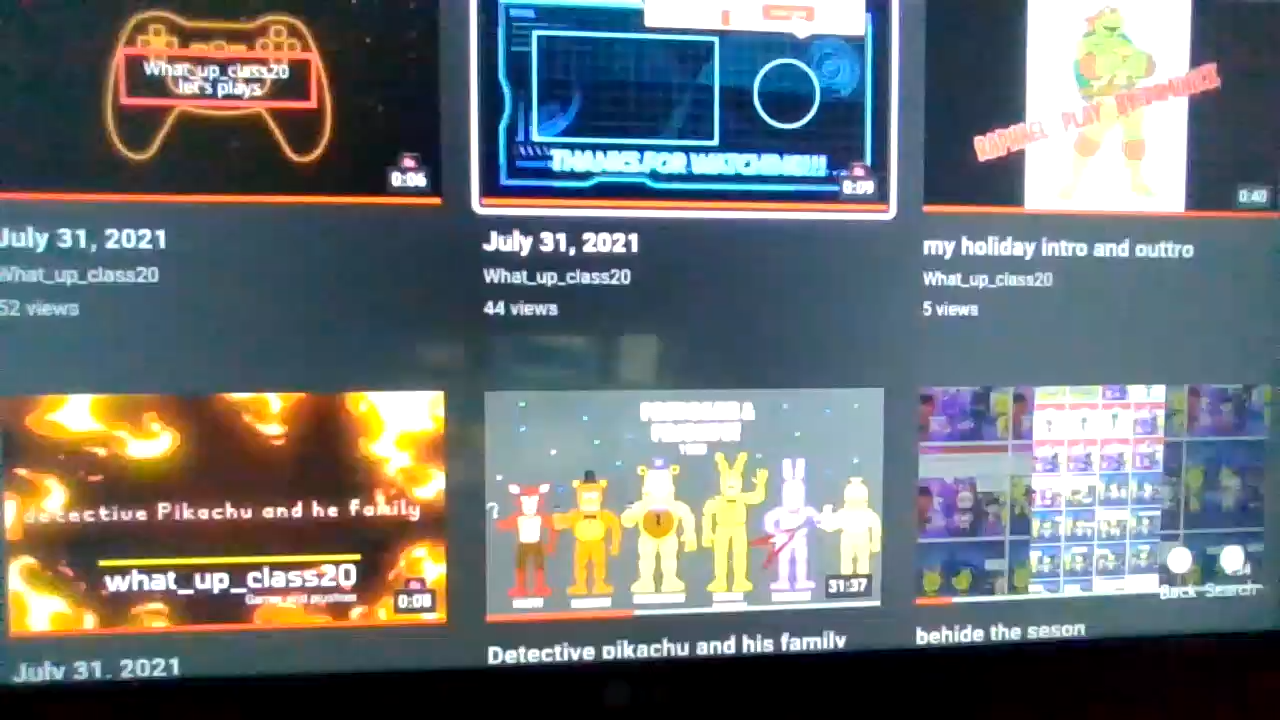 What_up_class20
let's plays
0:06
THANKS FOR WATCHING!!!
0:09
RAPHAEL PLAY
0:40
July 31, 2021
What_up_class20
52 views
July 31, 2021
What_up_class20
44 views
my holiday intro and outtro
What_up_class20
5 views
detective Pikachu and he family
what_up_class20
Games and plushies
0:08
31:37
Back Search
July 31, 2021
Detective pikachu and his family
behide the seson